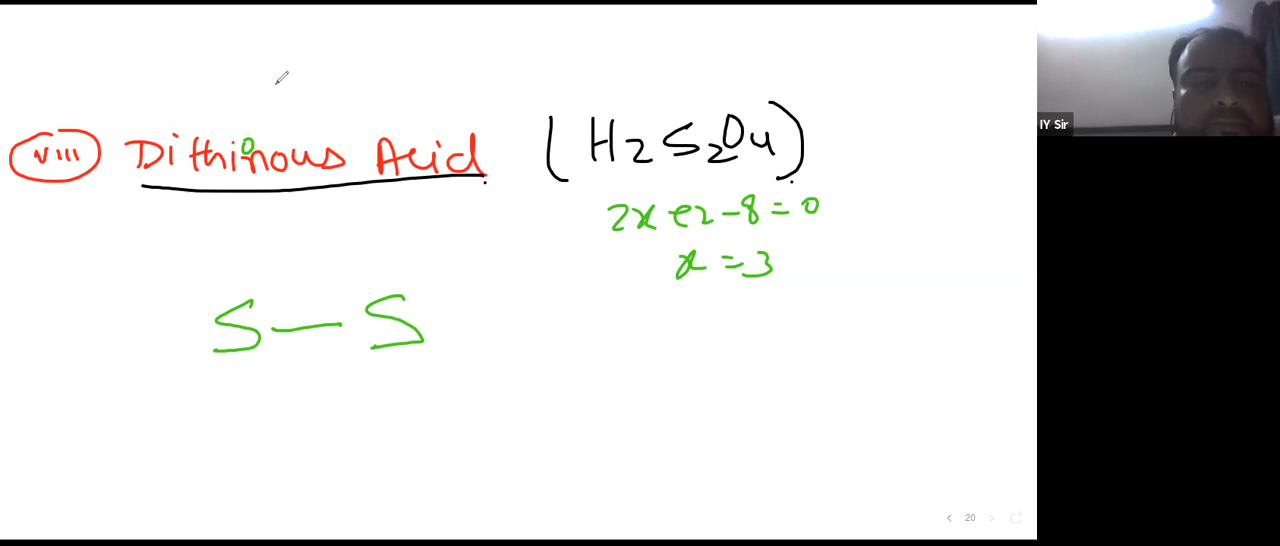 viii Dithionous Acid (H2S2O4)
2x+2-8=0
x=3
S—S
IY Sir
20